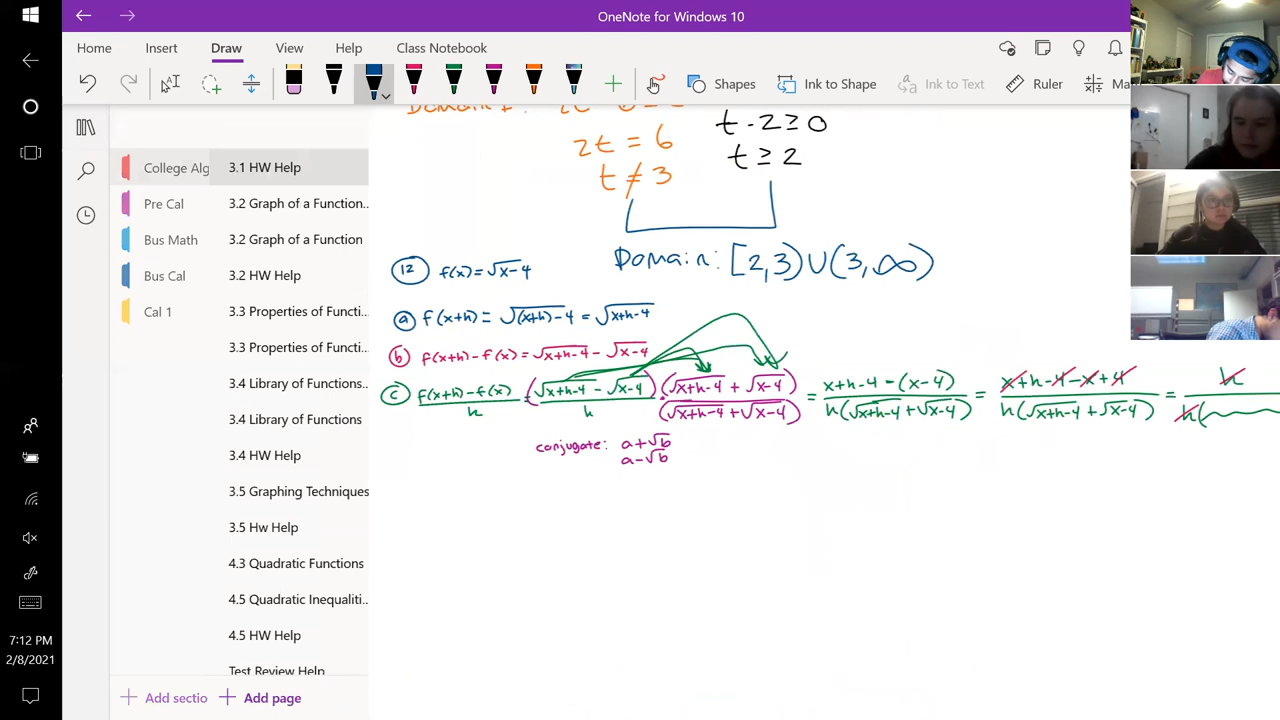 OneNote for Windows 10
Home Insert Draw View Help Class Notebook
Shapes Ink to Shape Ink to Text Ruler Mat
College Alg 3.1 HW Help
Pre Cal 3.2 Graph of a Function...
Bus Math 3.2 Graph of a Function
Bus Cal 3.2 HW Help
Cal 1 3.3 Properties of Functi...
3.3 Properties of Functi...
3.4 Library of Functions
3.4 Library of Functions
3.4 HW Help
3.5 Graphing Techniques
3.5 Hw Help
4.3 Quadratic Functions
4.5 Quadratic Inequaliti...
4.5 HW Help
Test Review Help
+ Add sectio + Add page
7:12 PM
2/8/2021
t - 2 ≥ 0
2t = 6
t ≥ 2
t ≠ 3
Domain: [2,3)∪(3,∞)
(12) f(x) = √(x-4)
(a) f(x+h) = √((x+h)-4) = √(x+h-4)
(b) f(x+h) - f(x) = √(x+h-4) - √(x-4)
(c) (f(x+h) - f(x))/h = (√(x+h-4) - √(x-4))/h · (√(x+h-4) + √(x-4))/(√(x+h-4) + √(x-4)) = (x+h-4-(x-4))/(h(√(x+h-4) + √(x-4))) = (x+h-4-x+4)/(h(√(x+h-4) + √(x-4))) = h/h(
conjugate: a+√b
a-√b